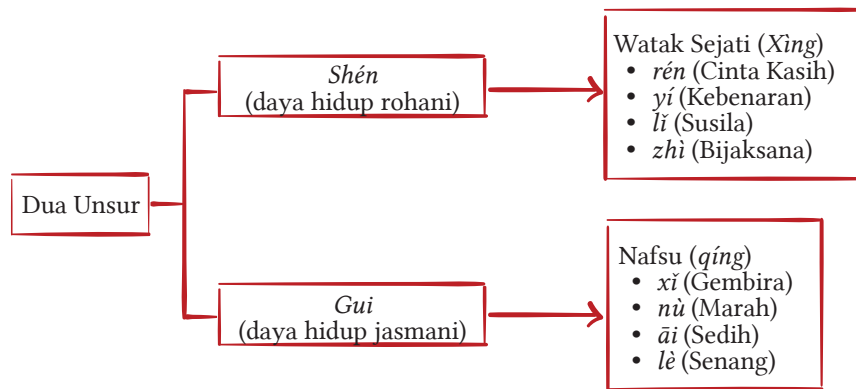 Dua Unsur
Shén
(daya hidup rohani)
Watak Sejati (Xìng)
• rén (Cinta Kasih)
• yí (Kebenaran)
• lǐ (Susila)
• zhì (Bijaksana)
Gui
(daya hidup jasmani)
Nafsu (qíng)
• xǐ (Gembira)
• nù (Marah)
• āi (Sedih)
• lè (Senang)